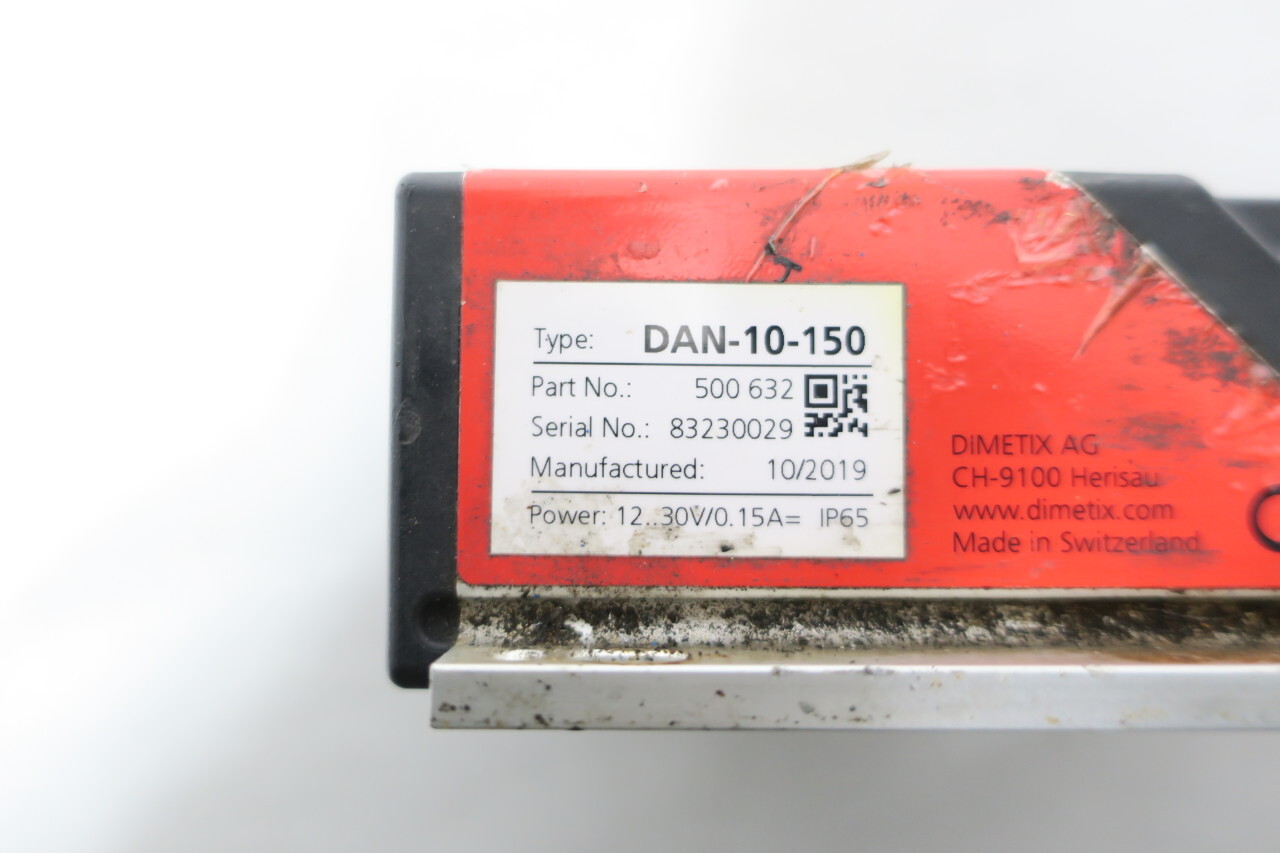 Type: DAN-10-150
Part No.: 500 632
Serial No.: 83230029
Manufactured: 10/2019
Power: 12..30V/0.15A= IP65
DIMETIX AG
CH-9100 Herisau
www.dimetix.com
Made in Switzerland